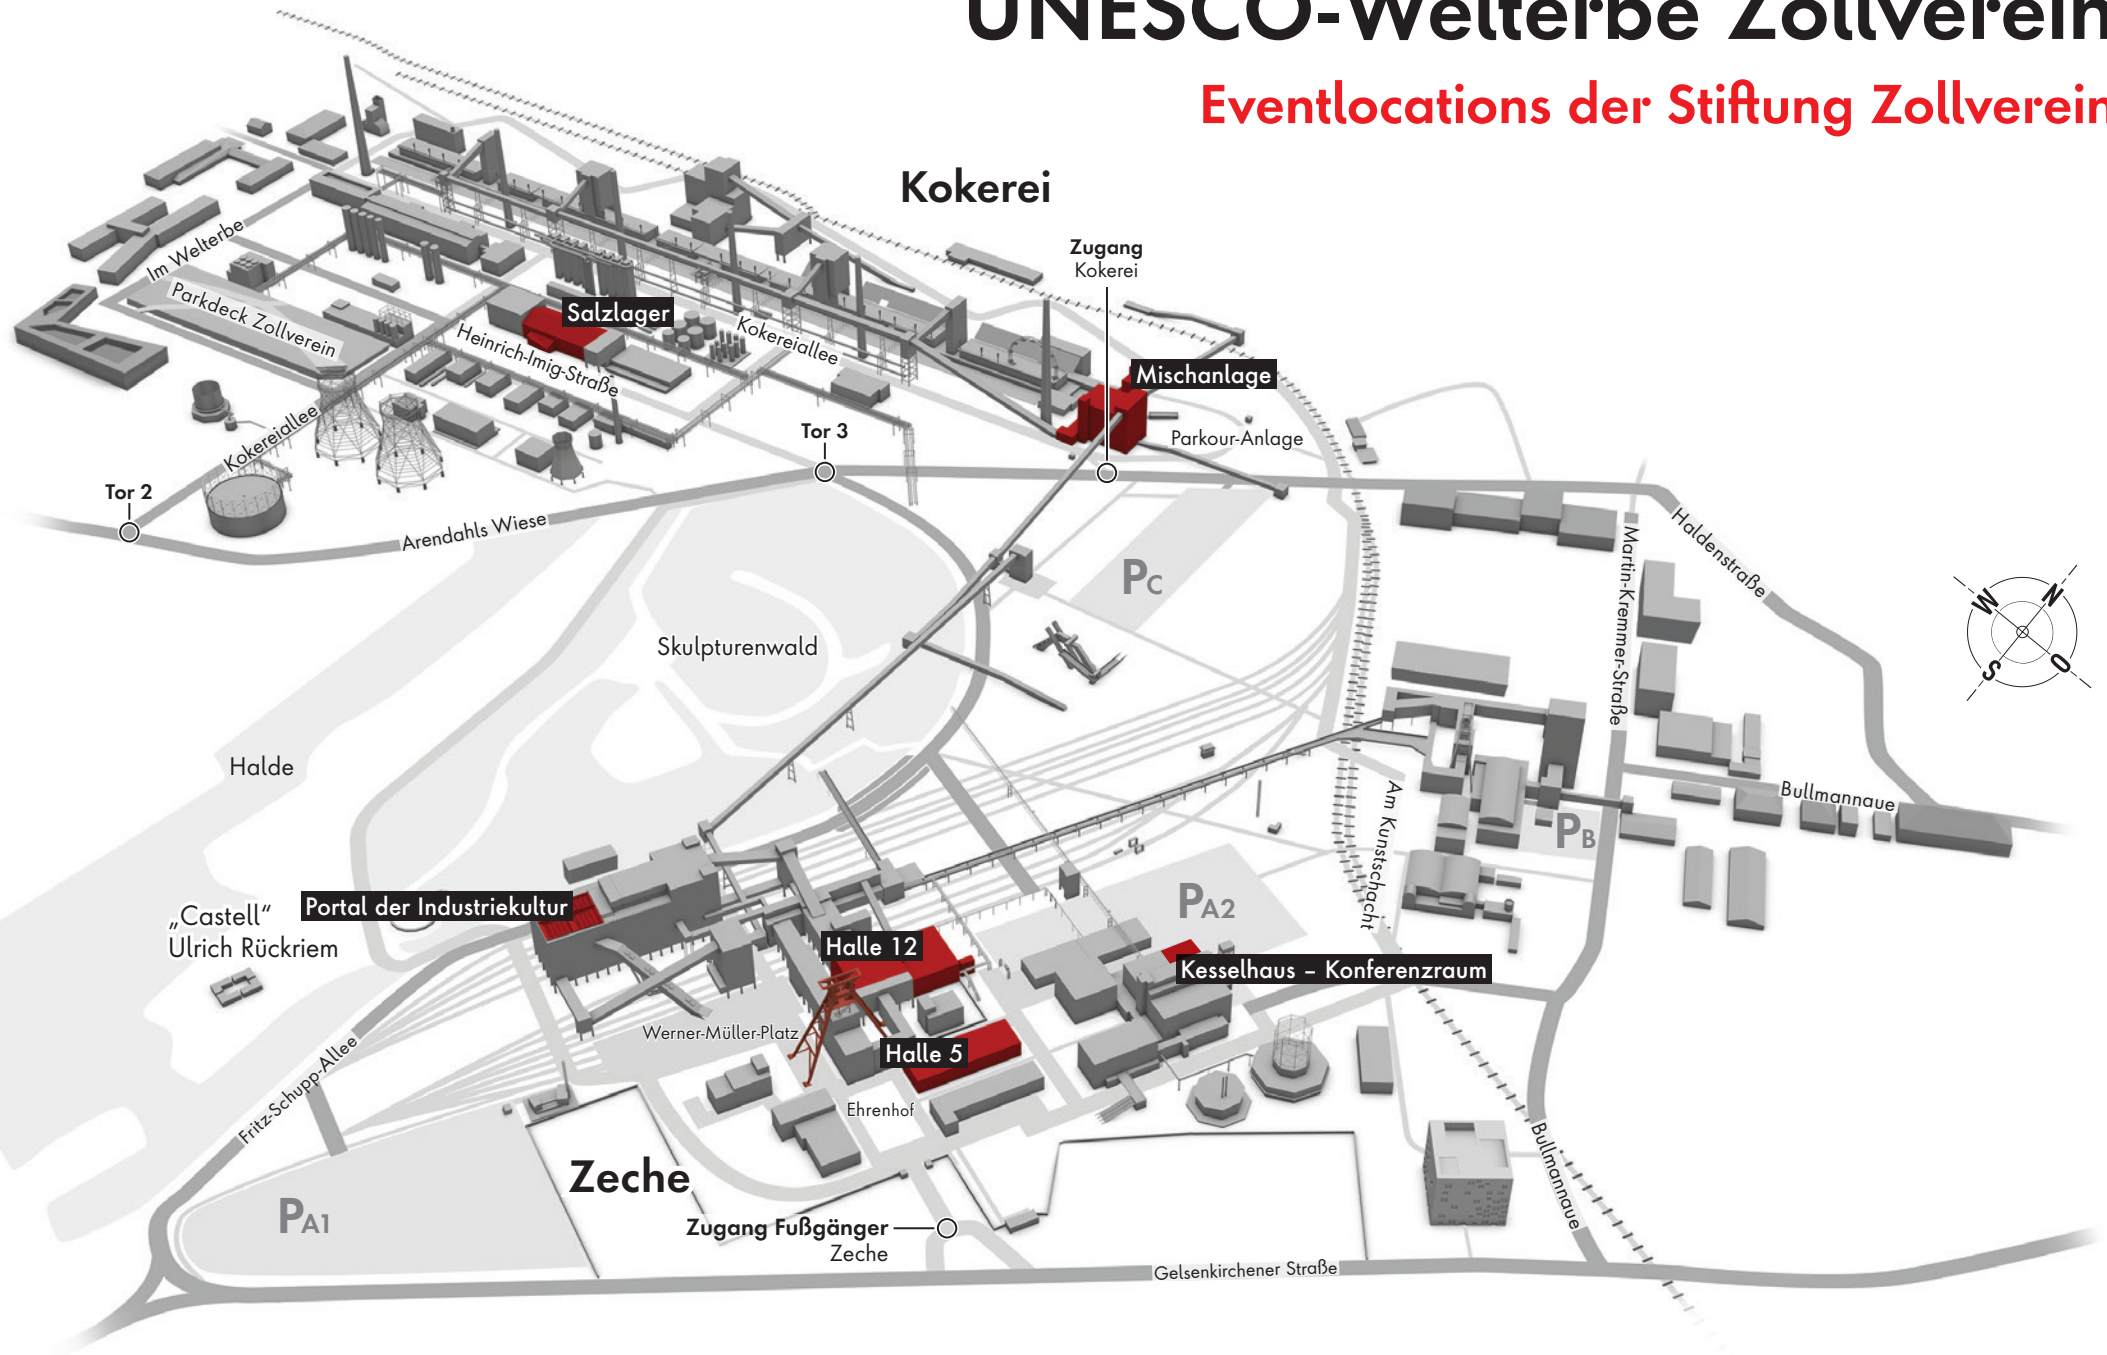 UNESCO-Welterbe Zollverein
Eventlocations der Stiftung Zollverein
Kokerei
Zugang
Kokerei
Im Welterbe
Parkdeck Zollverein
Salzlager
Heinrich-Imig-Straße
Kokereiallee
Mischanlage
Parkour-Anlage
Kokereiallee
Tor 3
Tor 2
Arendahls Wiese
Haldenstraße
Martin-Kremmer-Straße
PC
N
W
O
S
Skulpturenwald
Halde
Bullmannaue
Am Kunstschacht
PB
PA2
Portal der Industriekultur
„Castell“
Ulrich Rückriem
Halle 12
Kesselhaus – Konferenzraum
Werner-Müller-Platz
Halle 5
Fritz-Schupp-Allee
Ehrenhof
Zeche
Bullmannaue
PA1
Zugang Fußgänger
Zeche
Gelsenkirchener Straße